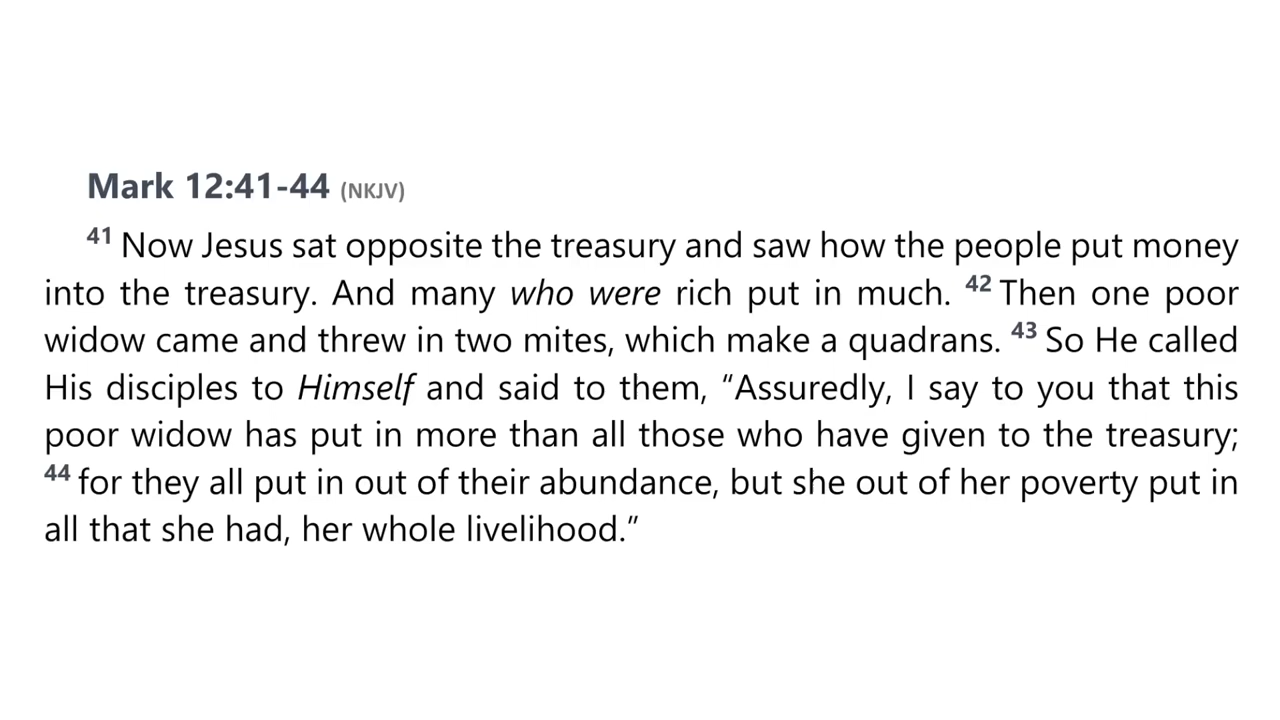 Mark 12:41-44 (NKJV)
41 Now Jesus sat opposite the treasury and saw how the people put money
into the treasury. And many who were rich put in much. 42 Then one poor
widow came and threw in two mites, which make a quadrans. 43 So He called
His disciples to Himself and said to them, “Assuredly, I say to you that this
poor widow has put in more than all those who have given to the treasury;
44 for they all put in out of their abundance, but she out of her poverty put in
all that she had, her whole livelihood.”